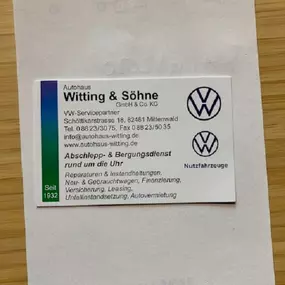 Autohaus
Witting & Söhne
GmbH & Co. KG
VW-Servicepartner
Schöttlkarstrasse 16, 82481 Mittenwald
Tel. 08823/3075, Fax 08823/5035
info@autohaus-witting.de
www.autohaus-witting.de
Abschlepp- & Bergungsdienst
rund um die Uhr
Reparaturen & Instandhaltungen,
Neu- & Gebrauchtwagen, Finanzierung,
Versicherung, Leasing,
Unfallinstandsetzung, Autovermietung
Seit
1932
Nutzfahrzeuge